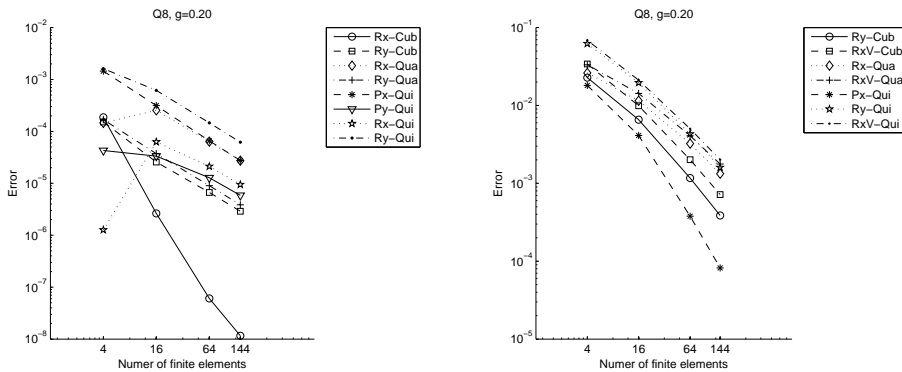 Q8, g=0.20
10^-2
10^-3
10^-4
10^-5
10^-6
10^-7
10^-8
Error
4 16 64 144
Numer of finite elements
Rx-Cub
Ry-Cub
Rx-Qua
Ry-Qua
Px-Qui
Py-Qui
Rx-Qui
Ry-Qui
Q8, g=0.20
10^-1
10^-2
10^-3
10^-4
10^-5
Error
4 16 64 144
Numer of finite elements
Ry-Cub
RxV-Cub
Rx-Qua
RxV-Qua
Px-Qui
Ry-Qui
RxV-Qui